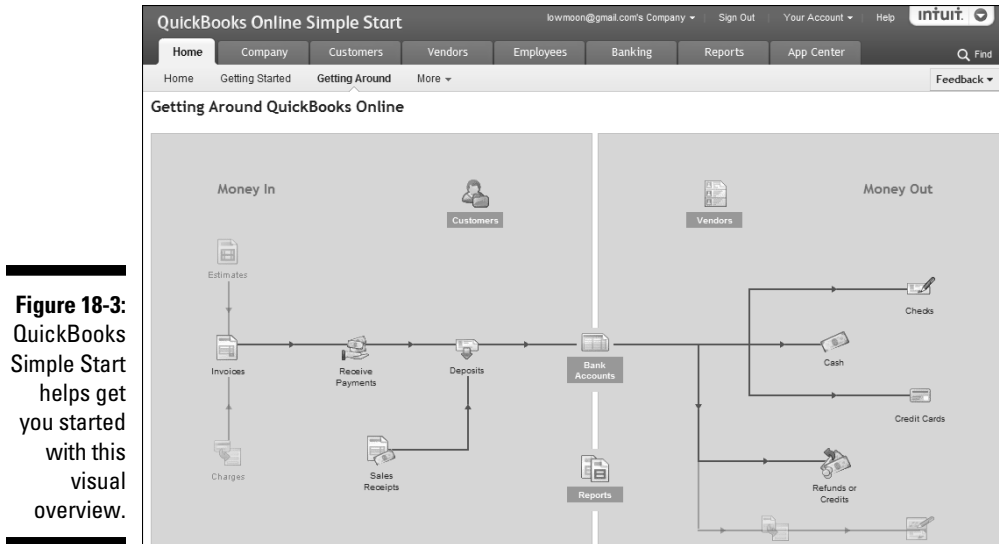 QuickBooks Online Simple Start
lowmoon@gmail.com's Company
Sign Out
Your Account
Help
intuit.
Home
Company
Customers
Vendors
Employees
Banking
Reports
App Center
Find
Home
Getting Started
Getting Around
More
Feedback
Getting Around QuickBooks Online
Money In
Customers
Vendors
Money Out
Estimates
Checks
Invoices
Receive
Payments
Deposits
Bank
Accounts
Cash
Credit Cards
Charges
Sales
Receipts
Reports
Refunds or
Credits
Figure 18-3:
QuickBooks
Simple Start
helps get
you started
with this
visual
overview.